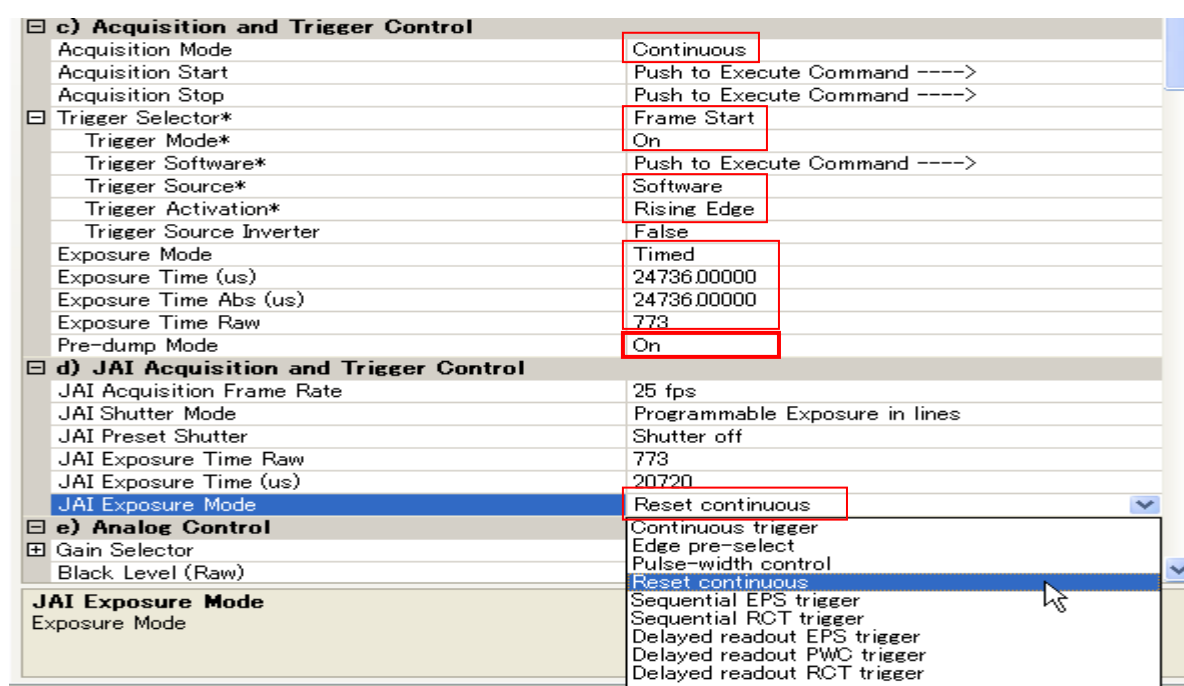 c) Acquisition and Trigger Control
Acquisition Mode Continuous
Acquisition Start Push to Execute Command ---->
Acquisition Stop Push to Execute Command ---->
Trigger Selector* Frame Start
Trigger Mode* On
Trigger Software* Push to Execute Command ---->
Trigger Source* Software
Trigger Activation* Rising Edge
Trigger Source Inverter False
Exposure Mode Timed
Exposure Time (us) 24736.00000
Exposure Time Abs (us) 24736.00000
Exposure Time Raw 773
Pre-dump Mode On
d) JAI Acquisition and Trigger Control
JAI Acquisition Frame Rate 25 fps
JAI Shutter Mode Programmable Exposure in lines
JAI Preset Shutter Shutter off
JAI Exposure Time Raw 773
JAI Exposure Time (us) 20720
JAI Exposure Mode Reset continuous
e) Analog Control
Gain Selector
Black Level (Raw)
Continuous trigger
Edge pre-select
Pulse-width control
Reset continuous
Sequential EPS trigger
Sequential RCT trigger
Delayed readout EPS trigger
Delayed readout PWC trigger
Delayed readout RCT trigger
JAI Exposure Mode
Exposure Mode